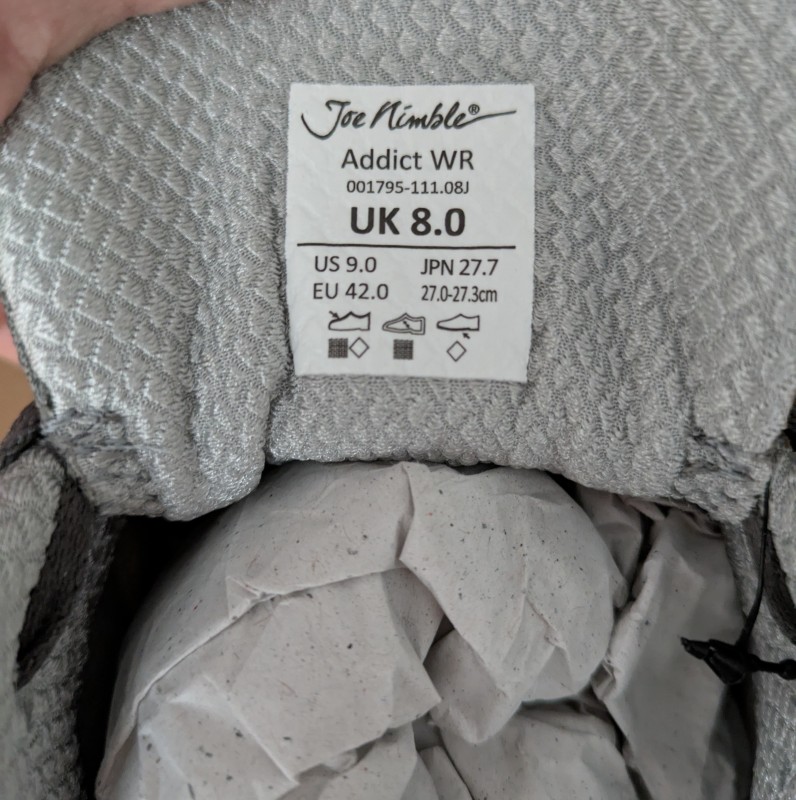 Joe Nimble®
Addict WR
001795-111.08J
UK 8.0
US 9.0 JPN 27.7
EU 42.0 27.0-27.3cm